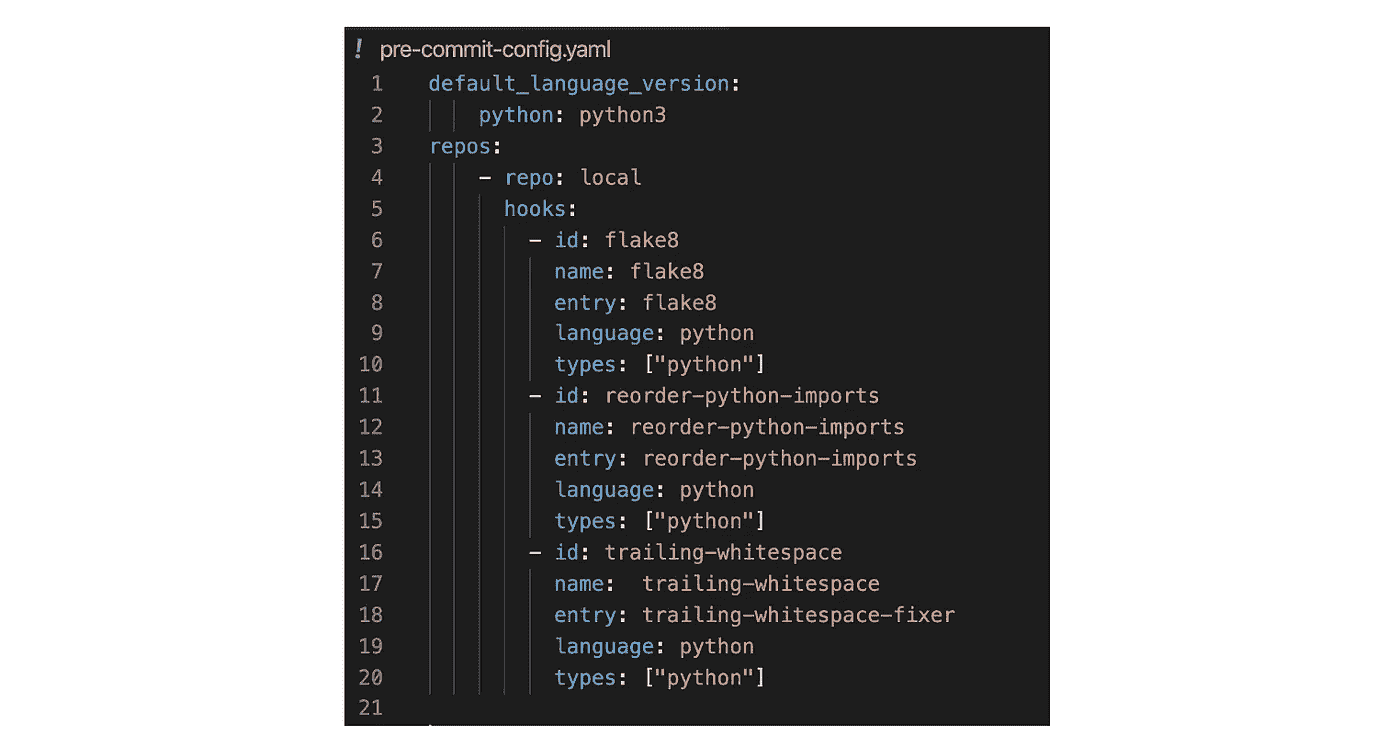 ! pre-commit-config.yaml
1 default_language_version:
2 python: python3
3 repos:
4 - repo: local
5 hooks:
6 - id: flake8
7 name: flake8
8 entry: flake8
9 language: python
10 types: ["python"]
11 - id: reorder-python-imports
12 name: reorder-python-imports
13 entry: reorder-python-imports
14 language: python
15 types: ["python"]
16 - id: trailing-whitespace
17 name:  trailing-whitespace
18 entry: trailing-whitespace-fixer
19 language: python
20 types: ["python"]
21